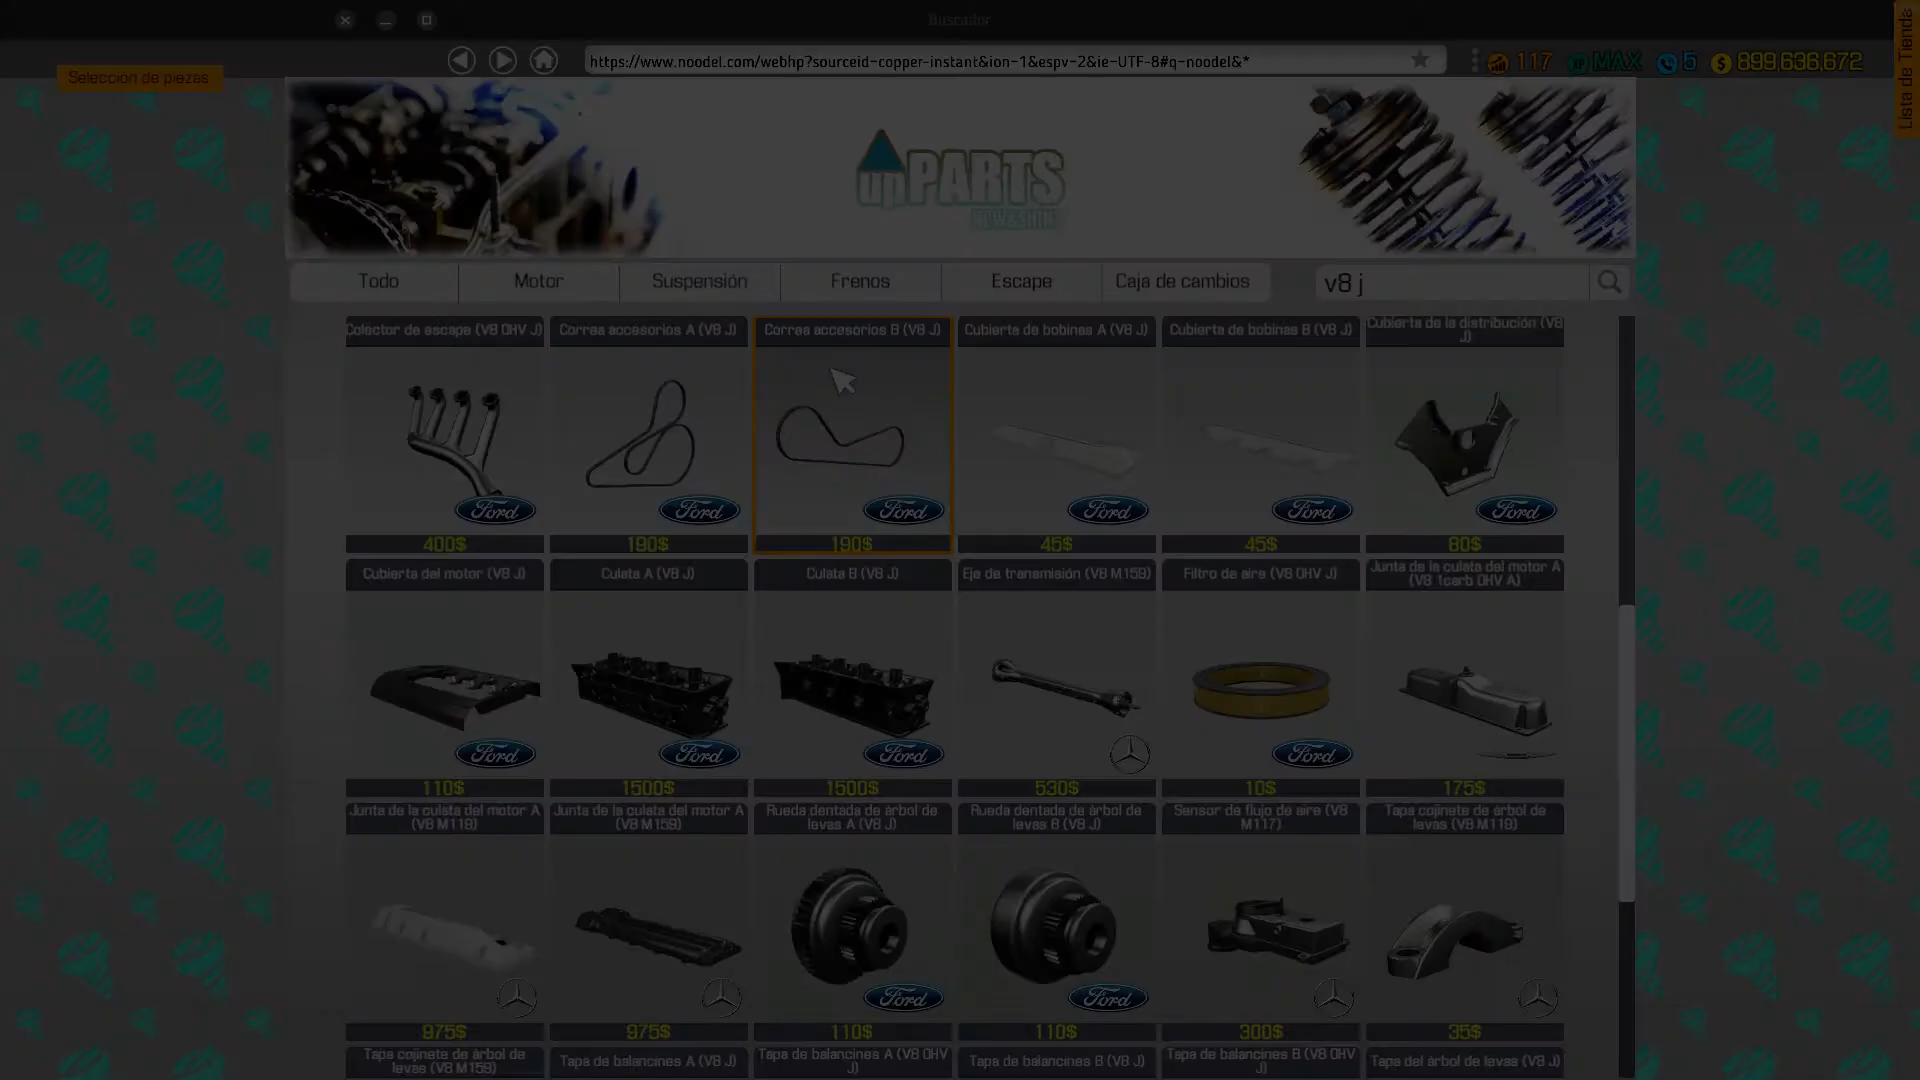 Buscador
https://www.noodel.com/webhp?sourceid-copper-instant&ion-1&espv-2&ie-UTF-8#q-noodel&*
117 MAX 5 $ 899,636,672
Selección de piezas
Lista de Tienda
upPARTS
NEW&SHINY
Todo Motor Suspensión Frenos Escape Caja de cambios v8 j
Colector de escape (V8 OHV J)
Correa accesorios A (V8 J)
Correa accesorios B (V8 J)
Cubierta de bobinas A (V8 J)
Cubierta de bobinas B (V8 J)
Cubierta de la distribución (V8
J)
Ford Ford Ford Ford Ford Ford
400$ 190$ 190$ 45$ 45$ 80$
Cubierta del motor (V8 J)
Culata A (V8 J)
Culata B (V8 J)
Eje de transmisión (V8 M159)
Filtro de aire (V8 OHV J)
Junta de la culata del motor A
(V8 1carb OHV A)
Ford Ford Ford Ford
110$ 1500$ 1500$ 530$ 10$ 175$
Junta de la culata del motor A
(V8 M119)
Junta de la culata del motor A
(V8 M159)
Rueda dentada de árbol de
levas A (V8 J)
Rueda dentada de árbol de
levas B (V8 J)
Sensor de flujo de aire (V8
M117)
Tapa cojinete de árbol de
levas (V8 M119)
Ford Ford
975$ 975$ 110$ 110$ 300$ 35$
Tapa cojinete de árbol de
levas (V8 M159)
Tapa de balancines A (V8 J)
Tapa de balancines A (V8 OHV
J)
Tapa de balancines B (V8 J)
Tapa de balancines B (V8 OHV
J)
Tapa del árbol de levas (V8 J)